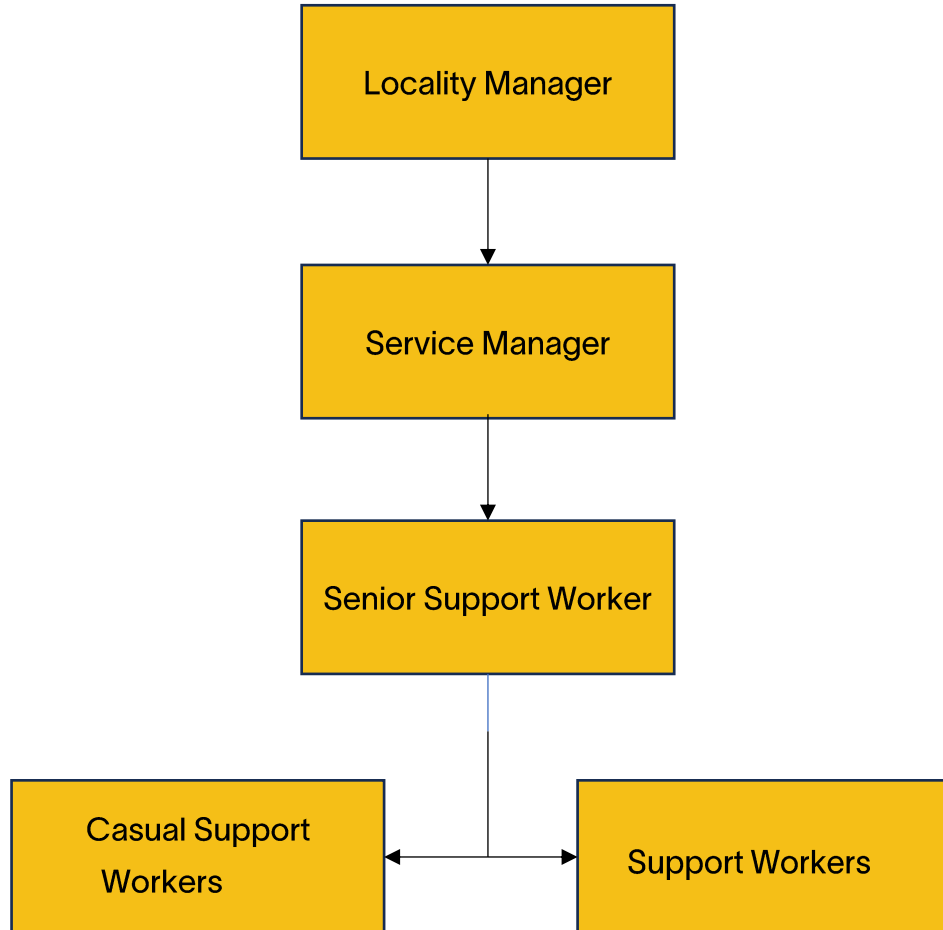 Locality Manager
Service Manager
Senior Support Worker
Casual Support
Workers
Support Workers